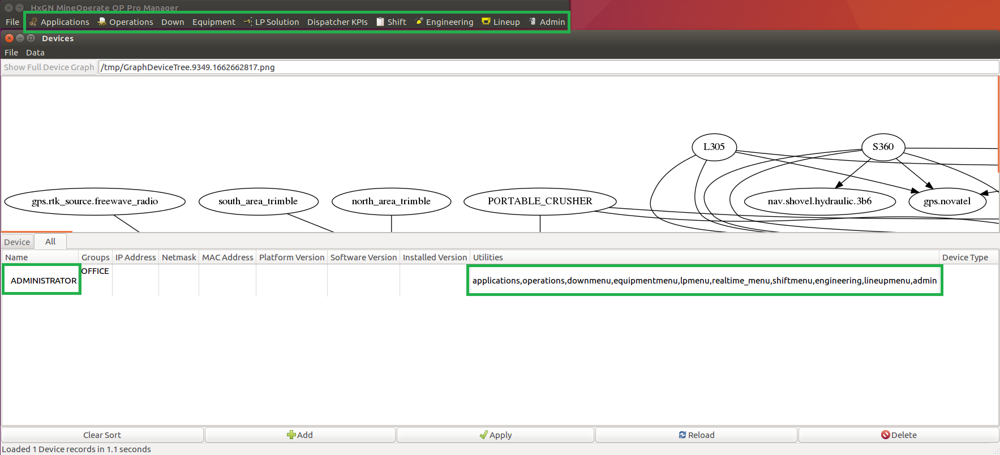 HxGN MineOperate OP Pro Manager
File Applications Operations Down Equipment LP Solution Dispatcher KPIs Shift Engineering Lineup Admin
Devices
File Data
Show Full Device Graph /tmp/GraphDeviceTree.9349.1662662817.png
L305 S360
gps.rtk_source.freewave_radio south_area_trimble north_area_trimble PORTABLE_CRUSHER nav.shovel.hydraulic.3b6 gps.novatel
Device All
Name Groups IP Address Netmask MAC Address Platform Version Software Version Installed Version Utilities Device Type
OFFICE
ADMINISTRATOR applications,operations,downmenu,equipmentmenu,lpmenu,realtime_menu,shiftmenu,engineering,lineupmenu,admin
Clear Sort Add Apply Reload Delete
Loaded 1 Device records in 1.1 seconds